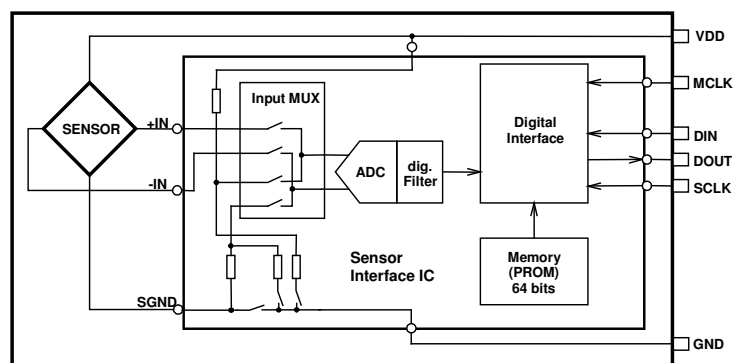 VDD
MCLK
Input MUX
+IN
SENSOR
Digital
Interface
DIN
DOUT
ADC
dig.
Filter
-IN
SCLK
Sensor
Interface IC
Memory
(PROM)
64 bits
SGND
GND